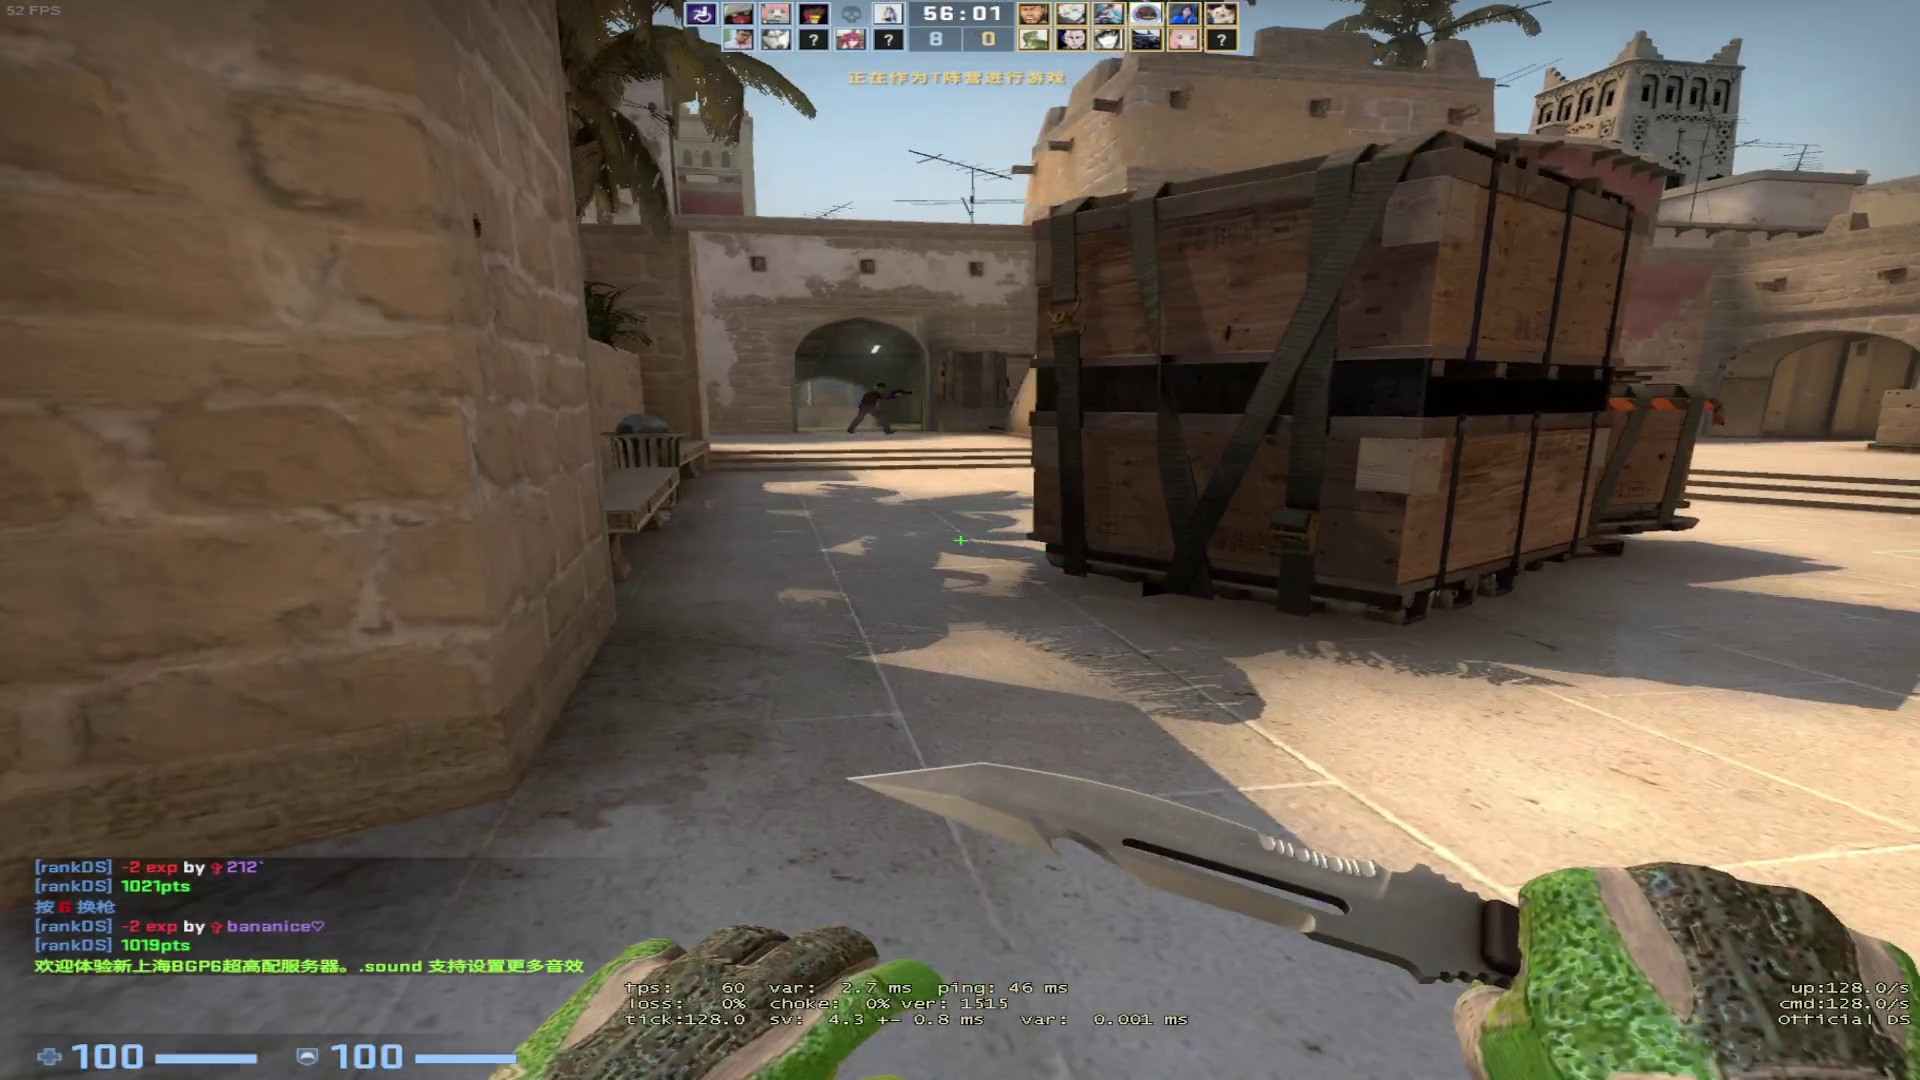 52 FPS
56:01
? ?
8 0
?
正在作为T阵营进行游戏
[rankDS] -2 exp by ✞212`
[rankDS] 1021pts
按 G 换枪
[rankDS] -2 exp by ✞bananice♡
[rankDS] 1019pts
欢迎体验新上海BGP6超高配服务器。.sound 支持设置更多音效
fps: 60 var: 2.7 ms ping: 46 ms
loss: 0% choke: 0% ver: 1515
tick:128.0 sv: 4.3 +- 0.8 ms var: 0.001 ms
up:128.0/s
cmd:128.0/s
Official DS
100 100